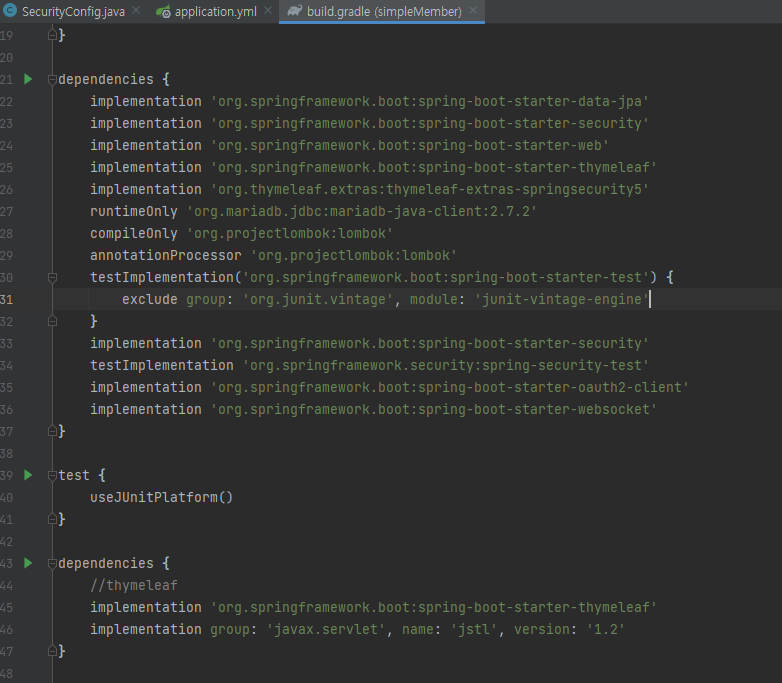 SecurityConfig.java × application.yml × build.gradle (simpleMember) ×
19 }
20
21 dependencies {
22 implementation 'org.springframework.boot:spring-boot-starter-data-jpa'
23 implementation 'org.springframework.boot:spring-boot-starter-security'
24 implementation 'org.springframework.boot:spring-boot-starter-web'
25 implementation 'org.springframework.boot:spring-boot-starter-thymeleaf'
26 implementation 'org.thymeleaf.extras:thymeleaf-extras-springsecurity5'
27 runtimeOnly 'org.mariadb.jdbc:mariadb-java-client:2.7.2'
28 compileOnly 'org.projectlombok:lombok'
29 annotationProcessor 'org.projectlombok:lombok'
30 testImplementation('org.springframework.boot:spring-boot-starter-test') {
31 exclude group: 'org.junit.vintage', module: 'junit-vintage-engine'
32 }
33 implementation 'org.springframework.boot:spring-boot-starter-security'
34 testImplementation 'org.springframework.security:spring-security-test'
35 implementation 'org.springframework.boot:spring-boot-starter-oauth2-client'
36 implementation 'org.springframework.boot:spring-boot-starter-websocket'
37 }
38
39 test {
40 useJUnitPlatform()
41 }
42
43 dependencies {
44 //thymeleaf
45 implementation 'org.springframework.boot:spring-boot-starter-thymeleaf'
46 implementation group: 'javax.servlet', name: 'jstl', version: '1.2'
47 }
48